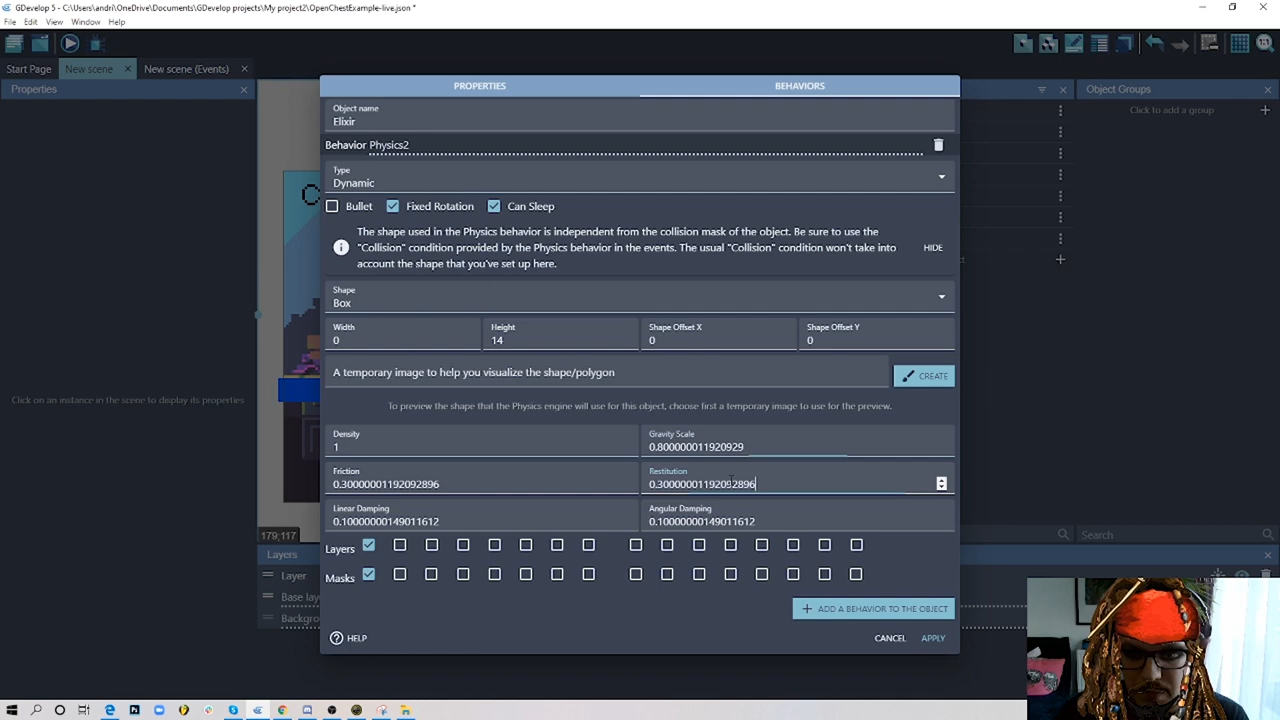 GDevelop 5 - C:\Users\andri\OneDrive\Documents\GDevelop projects\My project2\OpenChestExample-live.json *
File Edit View Window Help
Start Page New scene × New scene (Events) ×
Properties ×
PROPERTIES BEHAVIORS
Object Groups ×
Click to add a group +
Object name
Elixir
Behavior Physics2
Type
Dynamic
Bullet Fixed Rotation Can Sleep
The shape used in the Physics behavior is independent from the collision mask of the object. Be sure to use the
"Collision" condition provided by the Physics behavior in the events. The usual "Collision" condition won't take into
account the shape that you've set up here.
HIDE
Shape
Box
Width Height Shape Offset X Shape Offset Y
0 14 0 0
A temporary image to help you visualize the shape/polygon
CREATE
Click on an instance in the scene to display its properties
To preview the shape that the Physics engine will use for this object, choose first a temporary image to use for the preview.
Density Gravity Scale
1 0.800000011920929
Friction Restitution
0.30000001192092896 0.30000001192092896
Linear Damping Angular Damping
0.10000000149011612 0.10000000149011612
179;117
Search
Layers
Masks
Layers ×
Layer
Base lay
Backgro
+ ADD A BEHAVIOR TO THE OBJECT
HELP CANCEL APPLY